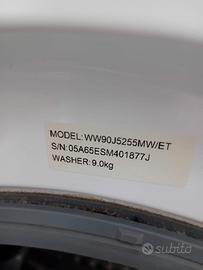 MODEL: WW90J5255MW/ET
S/N: 05A65ESM401877J
WASHER: 9.0kg
subito